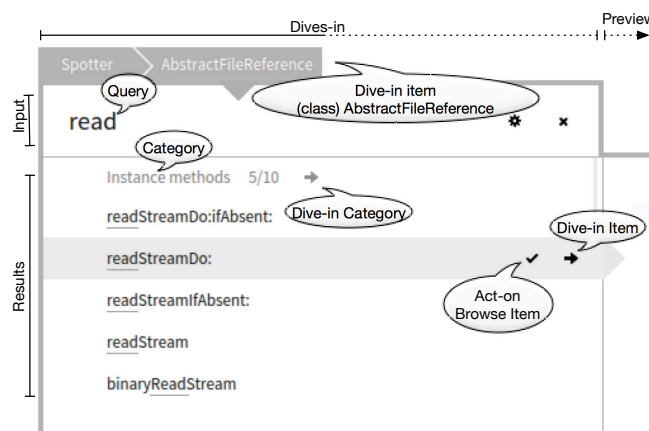 Dives-in
Preview
Spotter
AbstractFileReference
Query
Dive-in item
(class) AbstractFileReference
Input
read
Category
Instance methods 5/10
readStreamDo:ifAbsent:
Dive-in Category
Dive-in Item
readStreamDo:
Results
readStreamIfAbsent:
Act-on
Browse Item
readStream
binaryReadStream